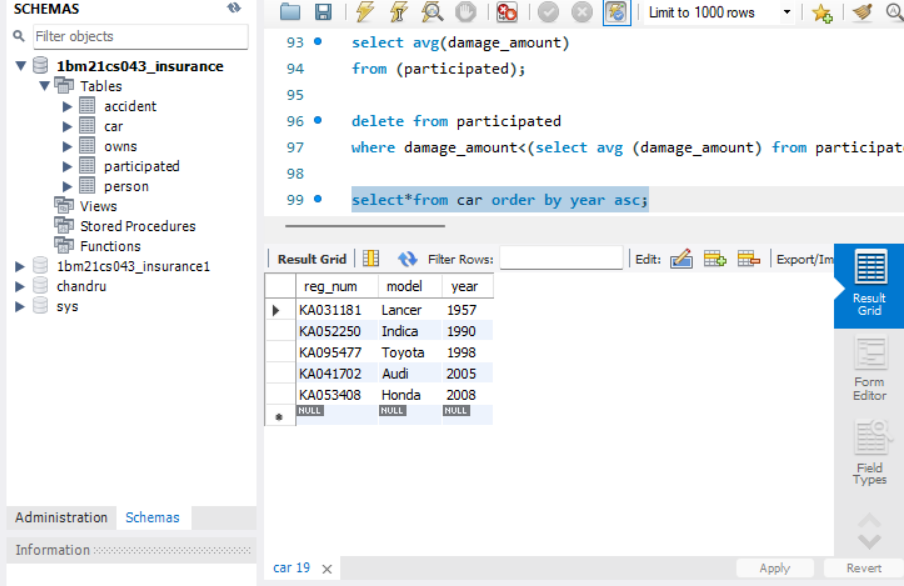 SCHEMAS
Filter objects
1bm21cs043_insurance
Tables
accident
car
owns
participated
person
Views
Stored Procedures
Functions
1bm21cs043_insurance1
chandru
sys
Administration Schemas
Information
Limit to 1000 rows
93 select avg(damage_amount)
94 from (participated);
95
96 delete from participated
97 where damage_amount<(select avg (damage_amount) from participat
98
99 select*from car order by year asc;
Result Grid Filter Rows: Edit: Export/Im
reg_num model year
KA031181 Lancer 1957
KA052250 Indica 1990
KA095477 Toyota 1998
KA041702 Audi 2005
KA053408 Honda 2008
NULL NULL NULL
Result
Grid
Form
Editor
Field
Types
car 19
Apply Revert